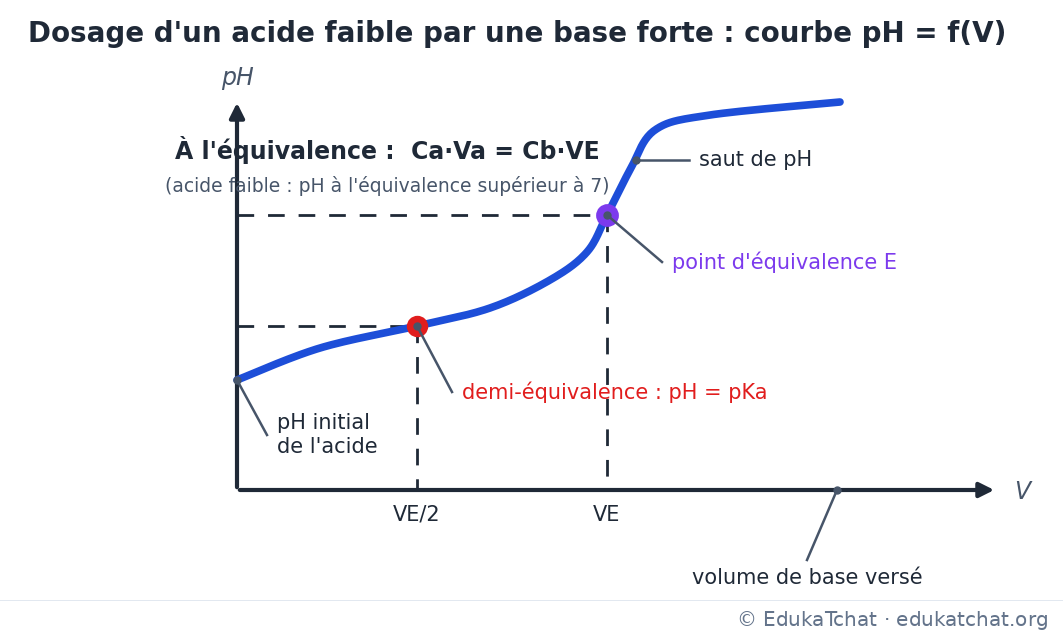 Dosage d'un acide faible par une base forte : courbe pH = f(V)
pH
À l'équivalence :  Ca·Va = Cb·VE
(acide faible : pH à l'équivalence supérieur à 7)
saut de pH
point d'équivalence E
demi-équivalence : pH = pKa
pH initial
de l'acide
V
VE/2
VE
volume de base versé
© EdukaTchat · edukatchat.org